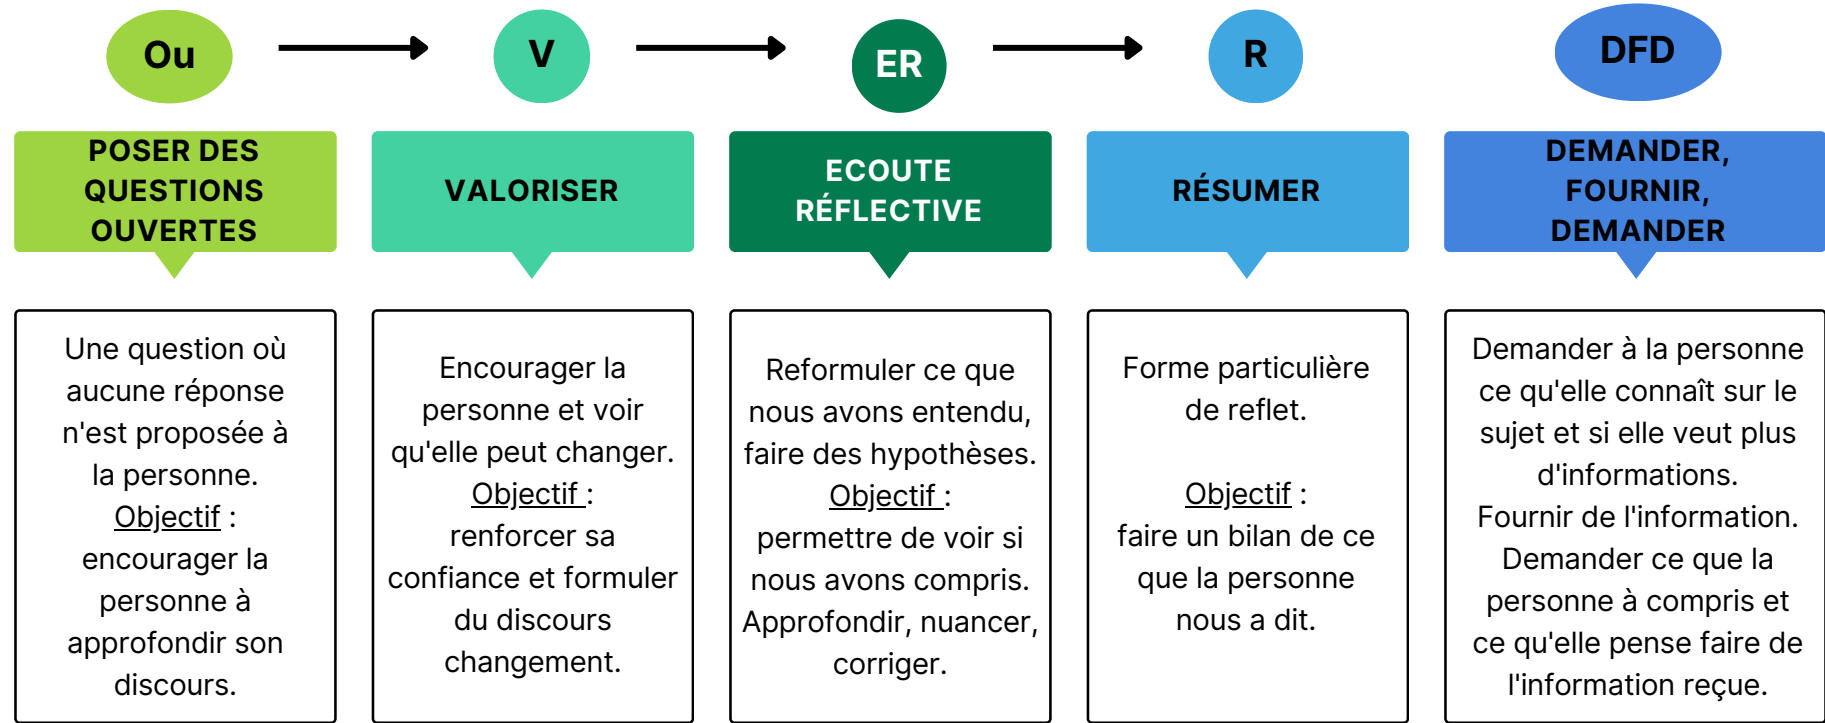 Ou
V
ER
R
DFD
POSER DES
QUESTIONS
OUVERTES
VALORISER
ECOUTE
RÉFLECTIVE
RÉSUMER
DEMANDER,
FOURNIR,
DEMANDER
Une question où
aucune réponse
n'est proposée à
la personne.
Objectif :
encourager la
personne à
approfondir son
discours.
Encourager la
personne et voir
qu'elle peut changer.
Objectif :
renforcer sa
confiance et formuler
du discours
changement.
Reformuler ce que
nous avons entendu,
faire des hypothèses.
Objectif :
permettre de voir si
nous avons compris.
Approfondir, nuancer,
corriger.
Forme particulière
de reflet.
Objectif :
faire un bilan de ce
que la personne
nous a dit.
Demander à la personne
ce qu'elle connaît sur le
sujet et si elle veut plus
d'informations.
Fournir de l'information.
Demander ce que la
personne à compris et
ce qu'elle pense faire de
l'information reçue.